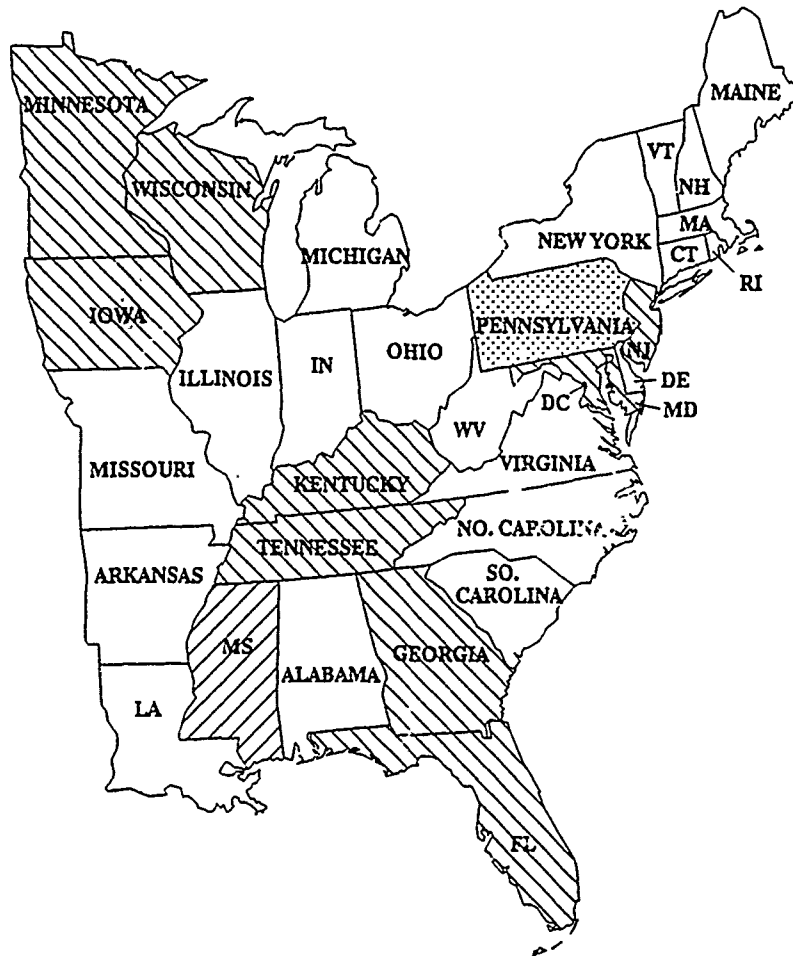 MAINE
MINNESOTA
VT
WISCONSIN
NH
MA
NEW YORK
MICHIGAN
CT
RI
IOWA
PENNSYLVANIA
NJ
OHIO
IN
ILLINOIS
DE
DC
MD
WV
MISSOURI
VIRGINIA
KENTUCKY
NO. CAROLINA
TENNESSEE
ARKANSAS
SO.
CAROLINA
MS
GEORGIA
ALABAMA
LA
FL